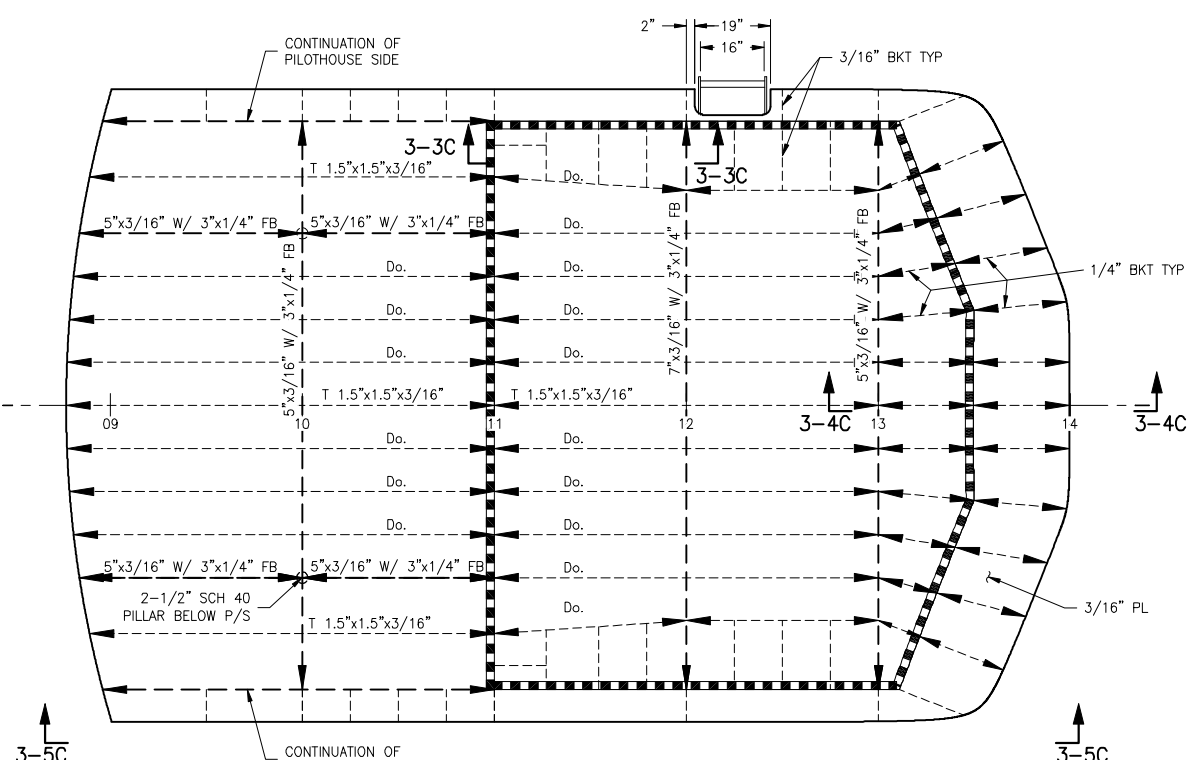 2" 19"
16"
CONTINUATION OF
PILOTHOUSE SIDE
3/16" BKT TYP
3-3C
3-3C
T 1.5"x1.5"x3/16"
Do.
5"x3/16" W/ 3"x1/4" FB
5"x3/16" W/ 3"x1/4" FB
5"x3/16" W/ 3"x1/4" FB
7"x3/16" W/ 3"x1/4" FB
5"x3/16" W/ 3"x1/4" FB
Do. Do.
1/4" BKT TYP
Do. Do.
Do. Do.
T 1.5"x1.5"x3/16" T 1.5"x1.5"x3/16"
3-4C 3-4C
09 10 11 12 13 14
Do. Do.
Do. Do.
Do. Do.
5"x3/16" W/ 3"x1/4" FB 5"x3/16" W/ 3"x1/4" FB
2-1/2" SCH 40
PILLAR BELOW P/S
Do.
3/16" PL
T 1.5"x1.5"x3/16"
3-5C 3-5C
CONTINUATION OF